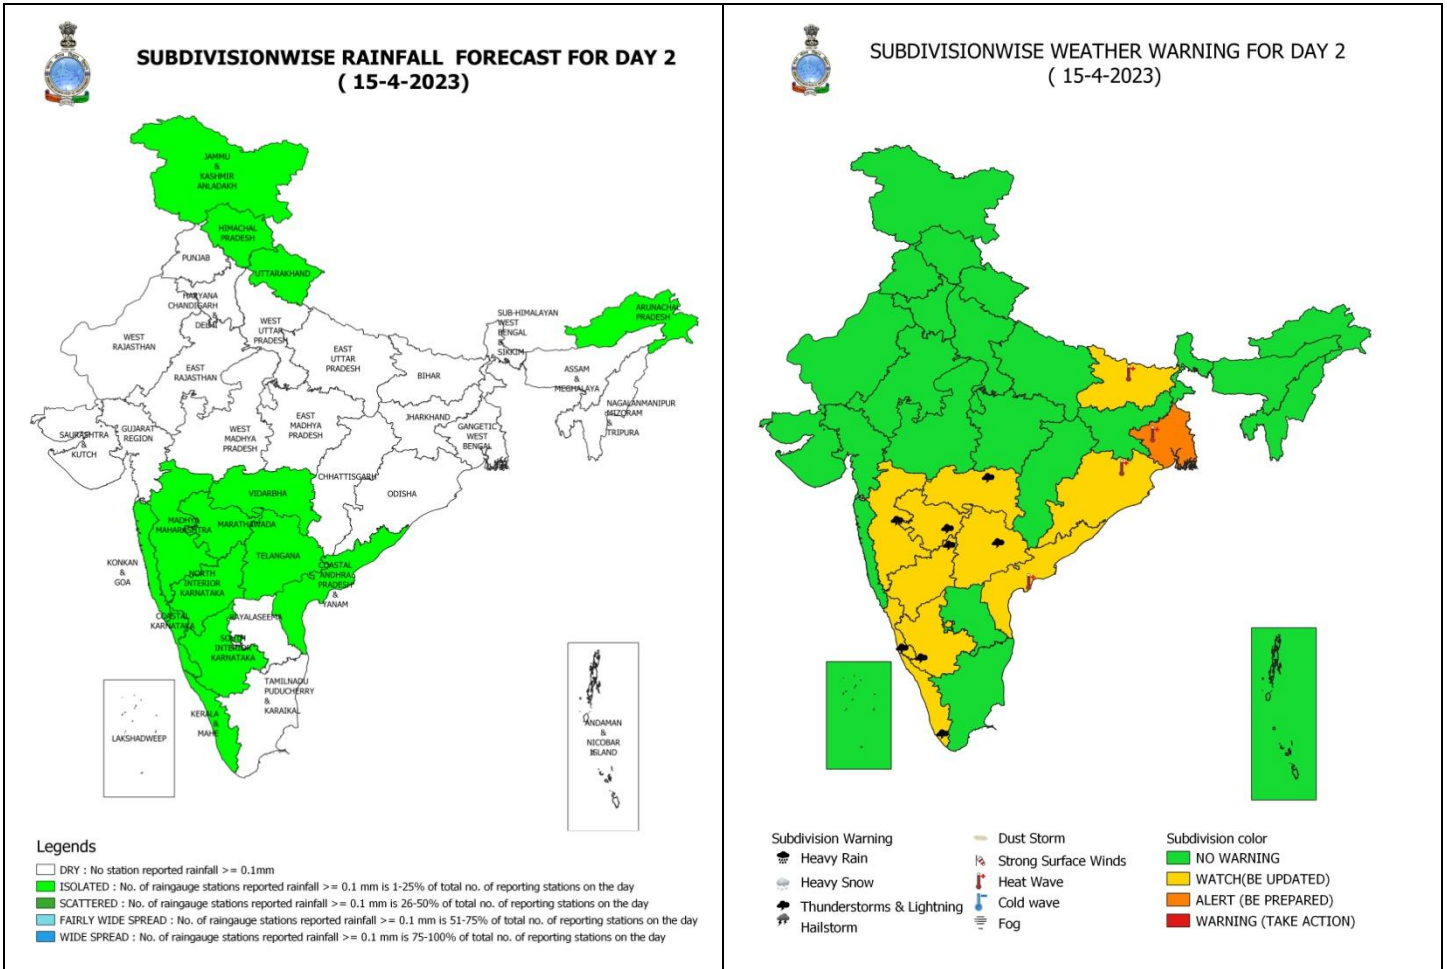 SUBDIVISIONWISE RAINFALL FORECAST FOR DAY 2
( 15-4-2023)
JAMMU
&
KASHMIR
ANLADAKH
HIMACHAL
PRADESH
PUNJAB
UTTARAKHAND
HARYANA
CHANDIGARH
&
DELHI
WEST
RAJASTHAN
WEST
UTTAR
PRADESH
EAST
UTTAR
PRADESH
SUB-HIMALAYAN
WEST
BENGAL
&
SIKKIM
ARUNACHAL
PRADESH
EAST
RAJASTHAN
BIHAR
ASSAM
&
MEGHALAYA
NAGALANMANIPUR
MIZORAM
&
TRIPURA
SAURASHTRA
&
KUTCH
GUJARAT
REGION
WEST
MADHYA
PRADESH
EAST
MADHYA
PRADESH
JHARKHAND
GANGETIC
WEST
BENGAL
CHHATTISGARH
ODISHA
VIDARBHA
MADHYA
MAHARASHTRA
MARATHAWADA
TELANGANA
KONKAN
&
GOA
NORTH
INTERIOR
KARNATAKA
COASTAL
ANDHRA
PRADESH
&
YANAM
COASTAL
KARNATAKA
RAYALASEEMA
SOUTH
INTERIOR
KARNATAKA
TAMILNADU
PUDUCHERRY
&
KARAIKAL
KERALA
&
MAHE
LAKSHADWEEP
ANDAMAN
&
NICOBAR
ISLAND
Legends
DRY : No station reported rainfall >= 0.1mm
ISOLATED : No. of raingauge stations reported rainfall >= 0.1 mm is 1-25% of total no. of reporting stations on the day
SCATTERED : No. of raingauge stations reported rainfall >= 0.1 mm is 26-50% of total no. of reporting stations on the day
FAIRLY WIDE SPREAD : No. of raingauge stations reported rainfall >= 0.1 mm is 51-75% of total no. of reporting stations on the day
WIDE SPREAD : No. of raingauge stations reported rainfall >= 0.1 mm is 75-100% of total no. of reporting stations on the day
SUBDIVISIONWISE WEATHER WARNING FOR DAY 2
( 15-4-2023)
Subdivision Warning
Heavy Rain
Heavy Snow
Thunderstorms & Lightning
Hailstorm
Dust Storm
Strong Surface Winds
Heat Wave
Cold wave
Fog
Subdivision color
NO WARNING
WATCH(BE UPDATED)
ALERT (BE PREPARED)
WARNING (TAKE ACTION)